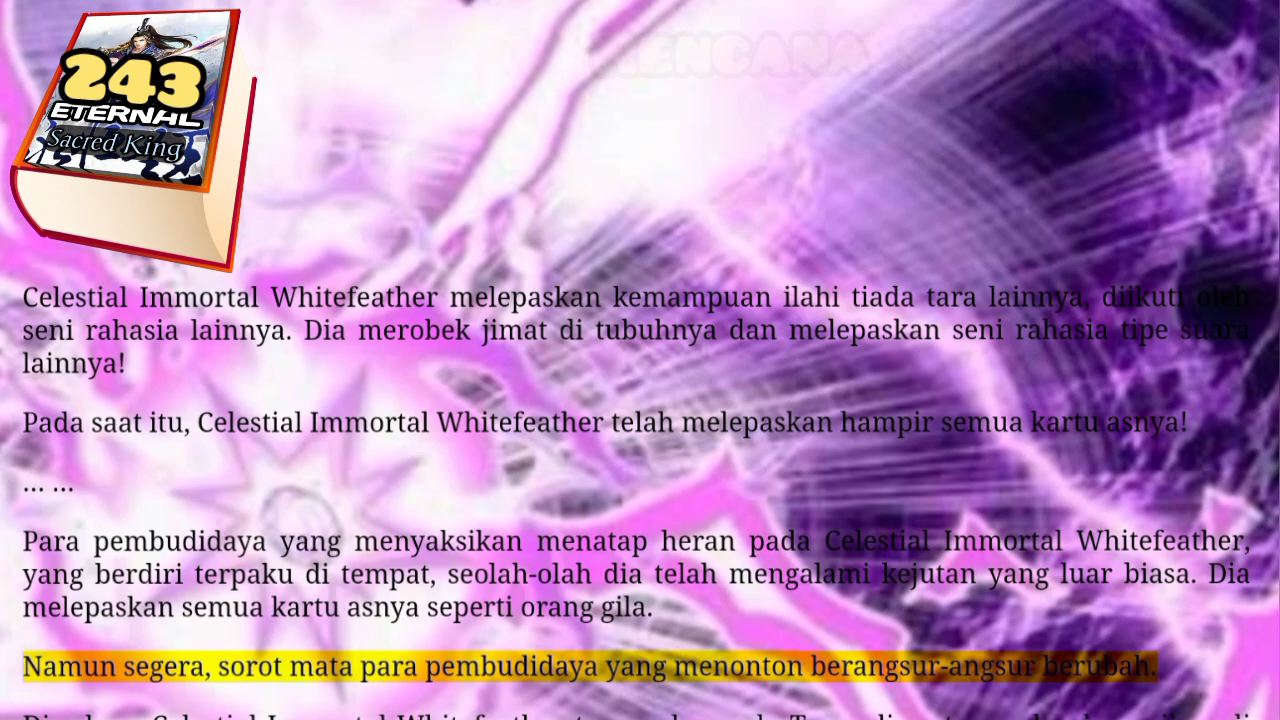 243
ETERNAL
Sacred King
Celestial Immortal Whitefeather melepaskan kemampuan ilahi tiada tara lainnya, diikuti oleh
seni rahasia lainnya. Dia merobek jimat di tubuhnya dan melepaskan seni rahasia tipe suara
lainnya!
Pada saat itu, Celestial Immortal Whitefeather telah melepaskan hampir semua kartu asnya!
... ...
Para pembudidaya yang menyaksikan menatap heran pada Celestial Immortal Whitefeather,
yang berdiri terpaku di tempat, seolah-olah dia telah mengalami kejutan yang luar biasa. Dia
melepaskan semua kartu asnya seperti orang gila.
Namun segera, sorot mata para pembudidaya yang menonton berangsur-angsur berubah.